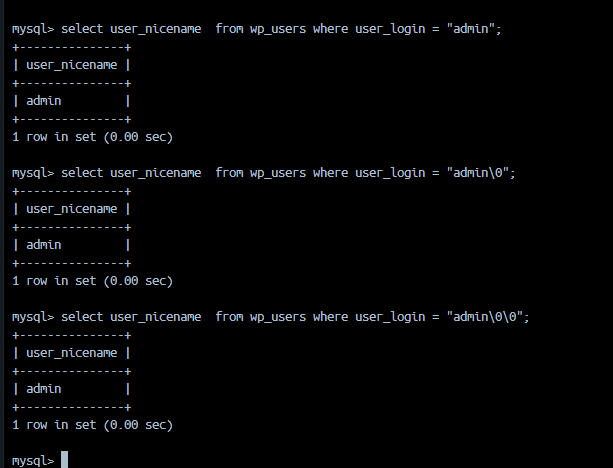 mysql> select user_nicename  from wp_users where user_login = "admin";
+---------------+
| user_nicename |
+---------------+
| admin         |
+---------------+
1 row in set (0.00 sec)
mysql> select user_nicename  from wp_users where user_login = "admin\0";
+---------------+
| user_nicename |
+---------------+
| admin         |
+---------------+
1 row in set (0.00 sec)
mysql> select user_nicename  from wp_users where user_login = "admin\0\0";
+---------------+
| user_nicename |
+---------------+
| admin         |
+---------------+
1 row in set (0.00 sec)
mysql>